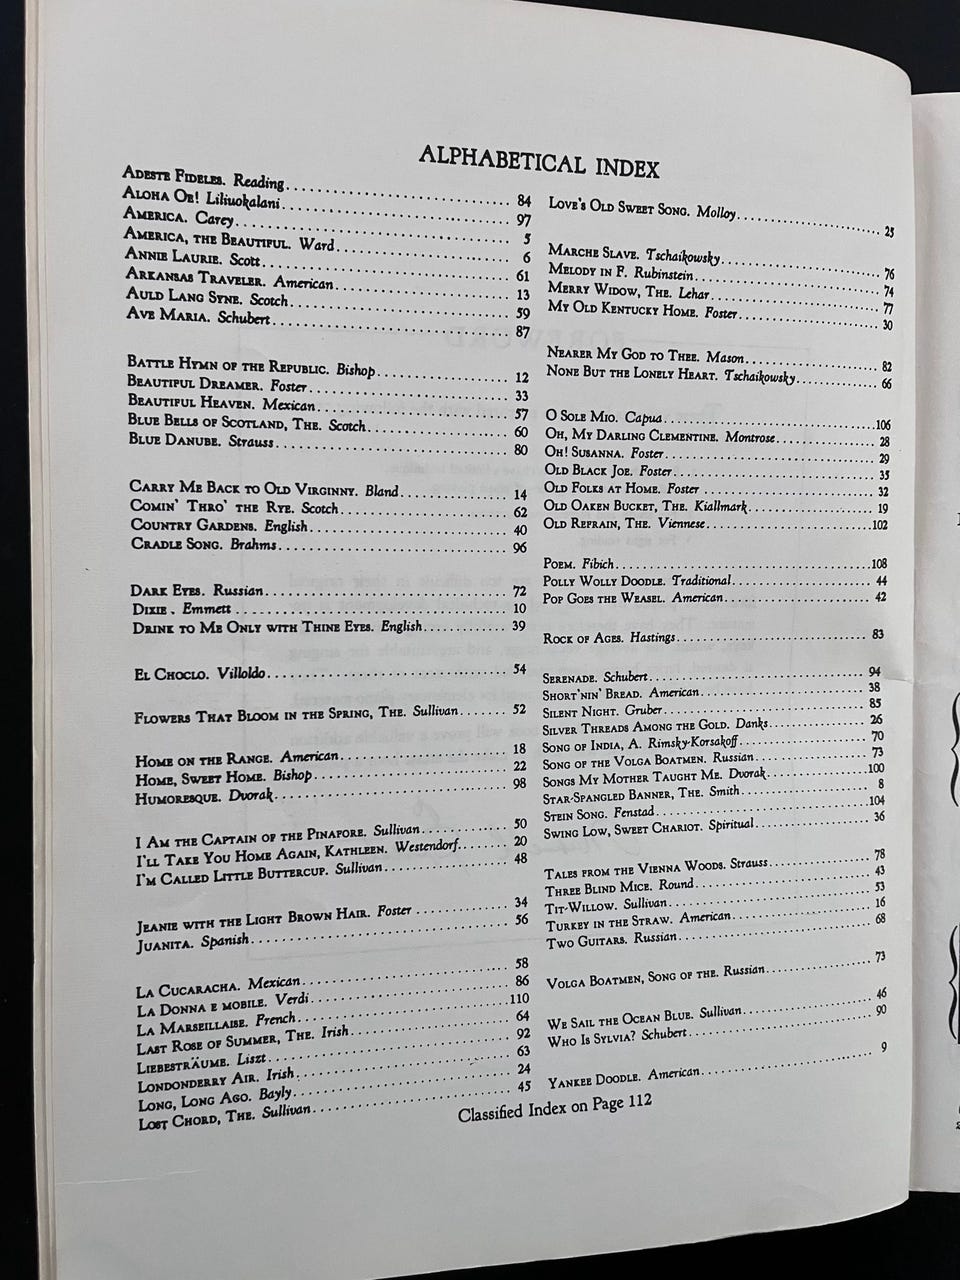 ALPHABETICAL INDEX
ADESTE FIDELES. Reading 84
ALOHA OE! Liliuokalani 97
AMERICA. Carey 5
AMERICA, THE BEAUTIFUL. Ward 6
ANNIE LAURIE. Scott 61
ARKANSAS TRAVELER. American 13
AULD LANG SYNE. Scotch 59
AVE MARIA. Schubert 87
BATTLE HYMN OF THE REPUBLIC. Bishop 12
BEAUTIFUL DREAMER. Foster 33
BEAUTIFUL HEAVEN. Mexican 57
BLUE BELLS OF SCOTLAND, THE. Scotch 60
BLUE DANUBE. Strauss 80
CARRY ME BACK TO OLD VIRGINNY. Bland 14
COMIN' THRO' THE RYE. Scotch 62
COUNTRY GARDENS. English 40
CRADLE SONG. Brahms 96
DARK EYES. Russian 72
DIXIE. Emmett 10
DRINK TO ME ONLY WITH THINE EYES. English 39
EL CHOCLO. Villoldo 54
FLOWERS THAT BLOOM IN THE SPRING, THE. Sullivan 52
HOME ON THE RANGE. American 18
HOME, SWEET HOME. Bishop 22
HUMORESQUE. Dvorak 98
I AM THE CAPTAIN OF THE PINAFORE. Sullivan 50
I'LL TAKE YOU HOME AGAIN, KATHLEEN. Westendorf 20
I'M CALLED LITTLE BUTTERCUP. Sullivan 48
JEANIE WITH THE LIGHT BROWN HAIR. Foster 34
JUANITA. Spanish 56
LA CUCARACHA. Mexican 58
LA DONNA E MOBILE. Verdi 86
LA MARSEILLAISE. French 110
LAST ROSE OF SUMMER, THE. Irish 64
LIEBESTRÄUME. Liszt 92
LONDONDERRY AIR. Irish 63
LONG, LONG AGO. Bayly 24
LOST CHORD, THE. Sullivan 45
LOVE'S OLD SWEET SONG. Molloy 25
MARCHE SLAVE. Tschaikowsky 76
MELODY IN F. Rubinstein 74
MERRY WIDOW, THE. Lehar 77
MY OLD KENTUCKY HOME. Foster 30
NEARER MY GOD TO THEE. Mason 82
NONE BUT THE LONELY HEART. Tschaikowsky 66
O SOLE MIO. Capua 106
OH, MY DARLING CLEMENTINE. Montrose 28
OH! SUSANNA. Foster 29
OLD BLACK JOE. Foster 35
OLD FOLKS AT HOME. Foster 32
OLD OAKEN BUCKET, THE. Kiallmark 19
OLD REFRAIN, THE. Viennese 102
POEM. Fibich 108
POLLY WOLLY DOODLE. Traditional 44
POP GOES THE WEASEL. American 42
ROCK OF AGES. Hastings 83
SERENADE. Schubert 94
SHORT'NIN' BREAD. American 38
SILENT NIGHT. Gruber 85
SILVER THREADS AMONG THE GOLD. Danks 26
SONG OF INDIA, A. Rimsky-Korsakoff 70
SONG OF THE VOLGA BOATMEN. Russian 73
SONGS MY MOTHER TAUGHT ME. Dvorak 100
STAR-SPANGLED BANNER, THE. Smith 8
STEIN SONG. Fenstad 104
SWING LOW, SWEET CHARIOT. Spiritual 36
TALES FROM THE VIENNA WOODS. Strauss 78
THREE BLIND MICE. Round 43
TIT-WILLOW. Sullivan 53
TURKEY IN THE STRAW. American 16
TWO GUITARS. Russian 68
VOLGA BOATMEN, SONG OF THE. Russian 73
WE SAIL THE OCEAN BLUE. Sullivan 46
WHO IS SYLVIA? Schubert 90
YANKEE DOODLE. American 9
Classified Index on Page 112